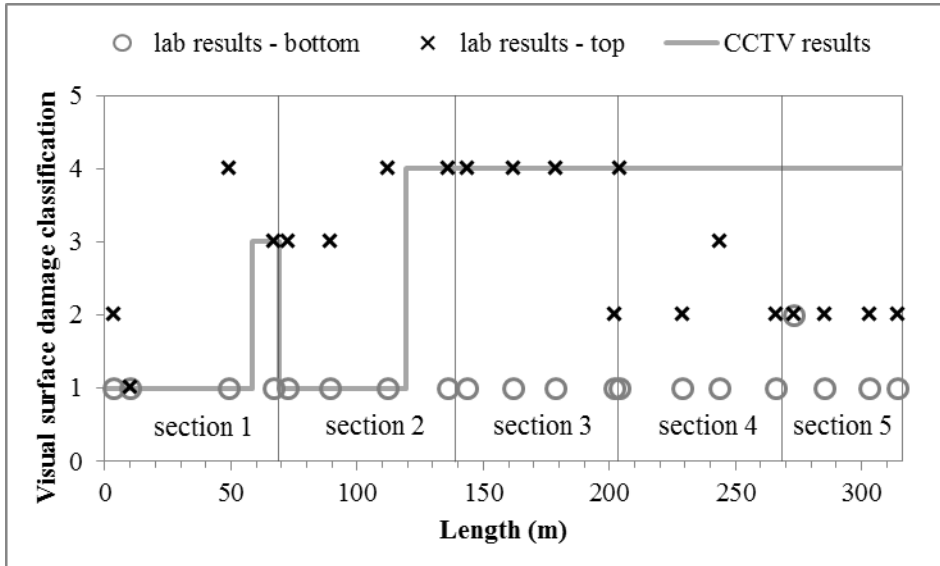 lab results - bottom lab results - top CCTV results
Visual surface damage classification
5
4
3
2
1
0
section 1 section 2 section 3 section 4 section 5
0 50 100 150 200 250 300
Length (m)